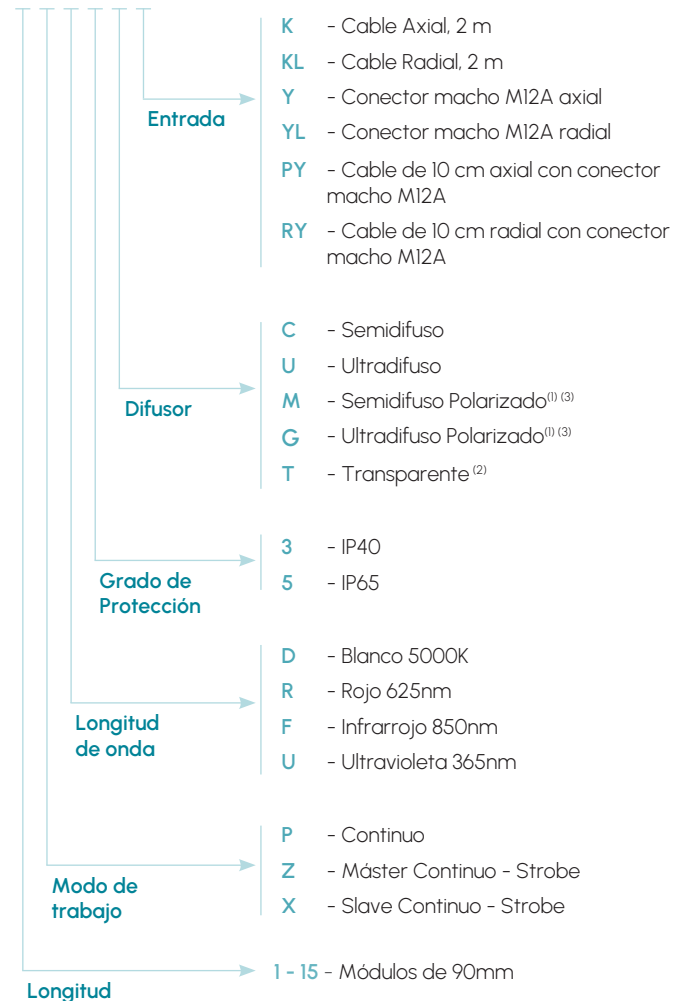 K - Cable Axial, 2 m
KL - Cable Radial, 2 m
Y - Conector macho M12A axial
Entrada
YL - Conector macho M12A radial
PY - Cable de 10 cm axial con conector
macho M12A
RY - Cable de 10 cm radial con conector
macho M12A
C - Semidifuso
U - Ultradifuso
Difusor
M - Semidifuso Polarizado(1) (3)
G - Ultradifuso Polarizado(1) (3)
T - Transparente (2)
3 - IP40
Grado de
Protección
5 - IP65
D - Blanco 5000K
R - Rojo 625nm
Longitud
de onda
F - Infrarrojo 850nm
U - Ultravioleta 365nm
P - Continuo
Modo de
trabajo
Z - Máster Continuo - Strobe
X - Slave Continuo - Strobe
1 - 15 - Módulos de 90mm
Longitud